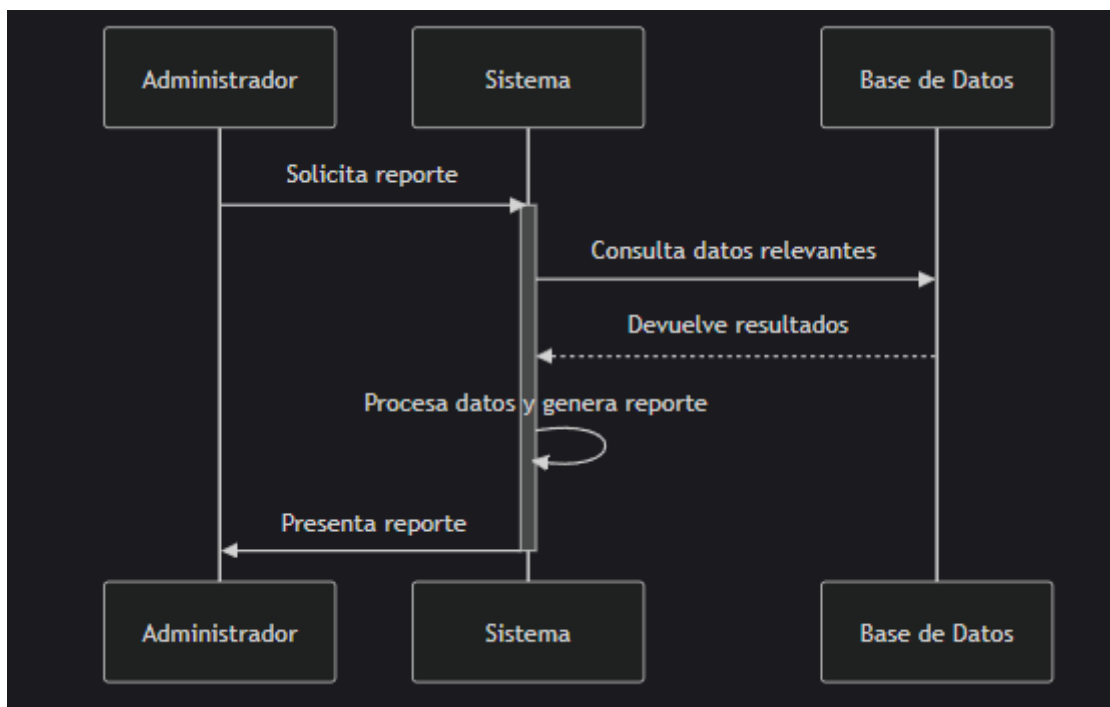 Administrador
Sistema
Base de Datos
Solicita reporte
Consulta datos relevantes
Devuelve resultados
Procesa datos y genera reporte
Presenta reporte
Administrador
Sistema
Base de Datos